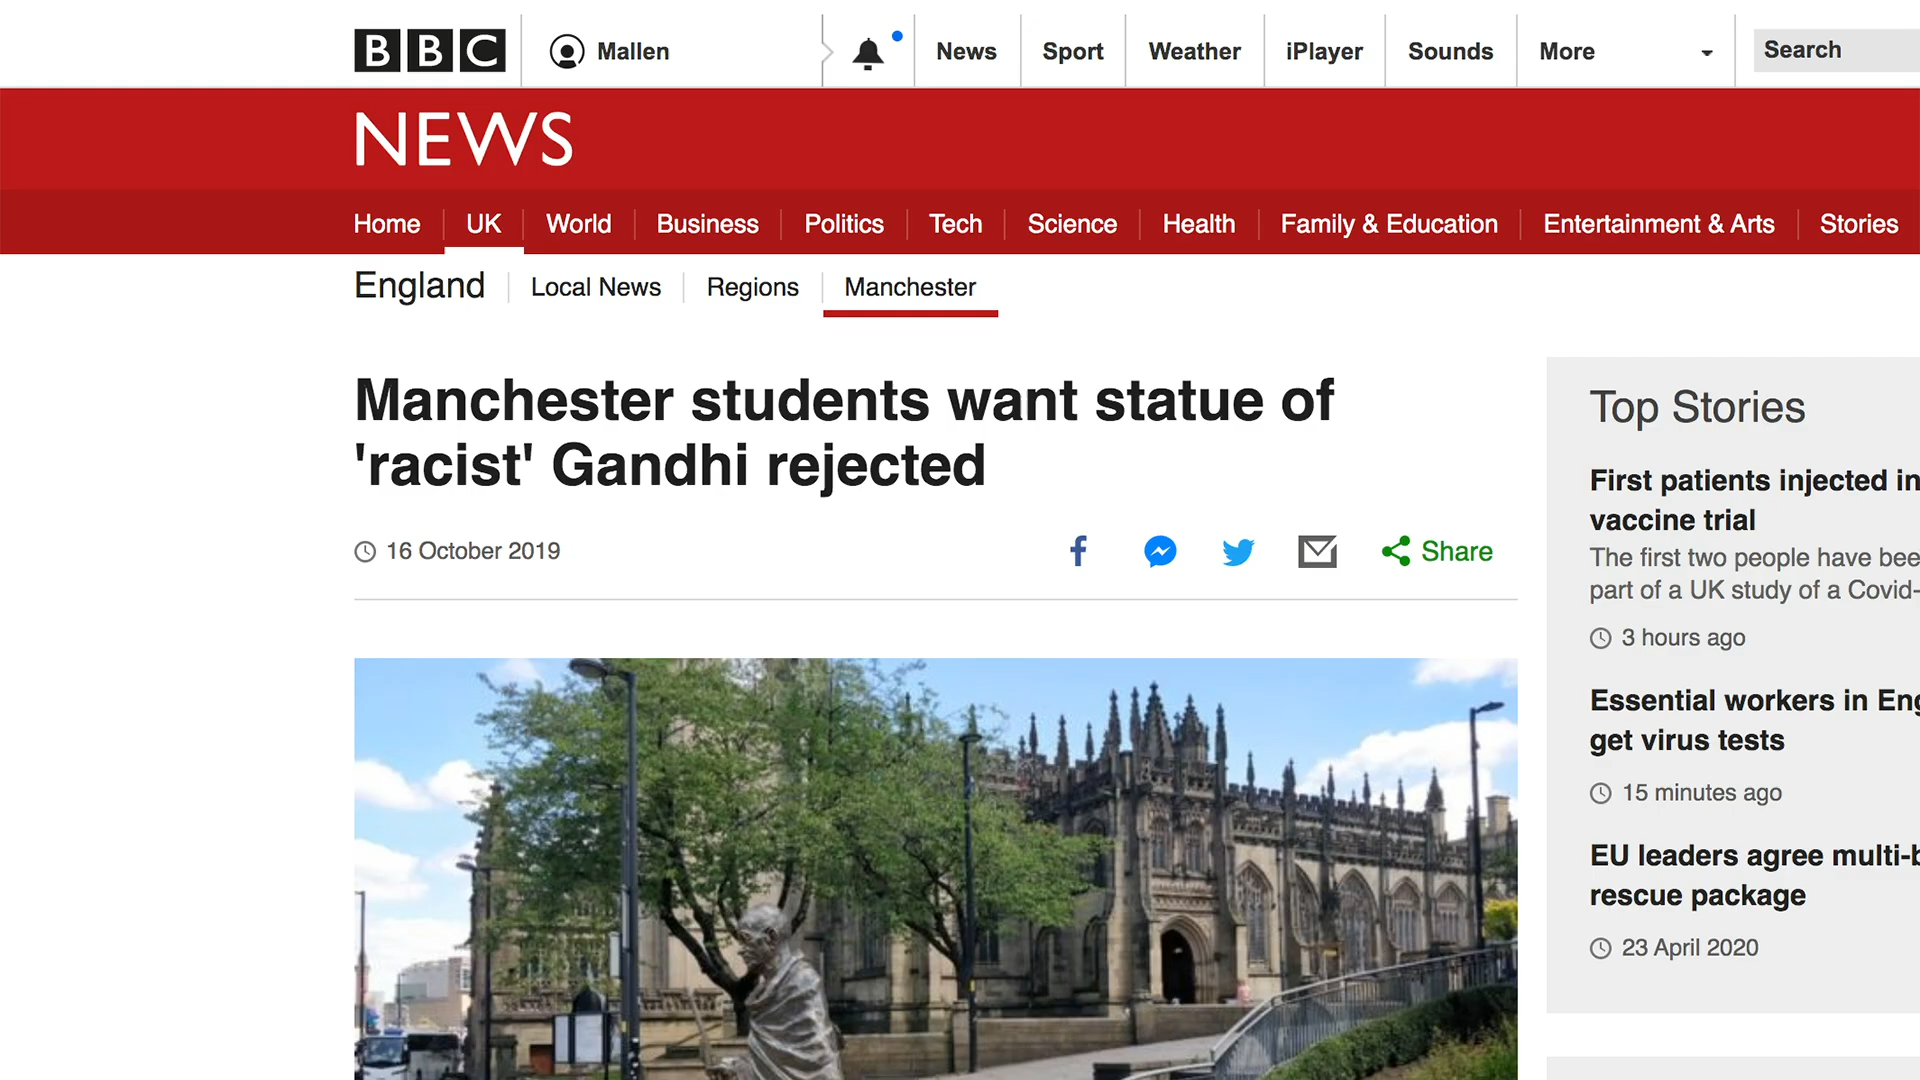 BBC
Mallen
News
Sport
Weather
iPlayer
Sounds
More
Search
NEWS
Home
UK
World
Business
Politics
Tech
Science
Health
Family & Education
Entertainment & Arts
Stories
England
Local News
Regions
Manchester
Manchester students want statue of
'racist' Gandhi rejected
16 October 2019
Share
Top Stories
First patients injected in
vaccine trial
The first two people have bee
part of a UK study of a Covid-
3 hours ago
Essential workers in Eng
get virus tests
15 minutes ago
EU leaders agree multi-b
rescue package
23 April 2020